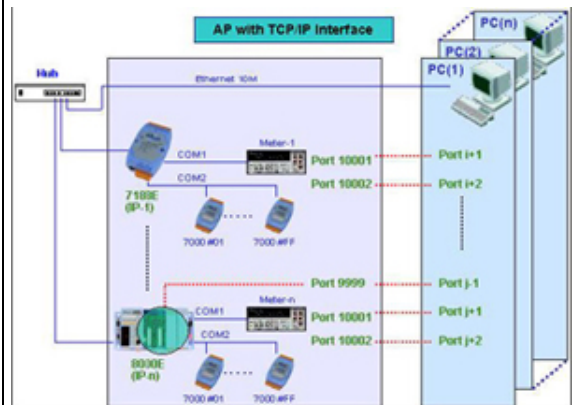 AP with TCP/IP Interface
PC(n)
PC(2)
PC(1)
Hub
Ethernet 10M
Meter-1
COM1
Port 10001
Port i+1
COM2
Port 10002
Port i+2
7188E
(IP-1)
7000 #01
7000 #FF
Port 9999
Port j-1
Meter-n
COM1
Port 10001
Port j+1
COM2
Port 10002
Port j+2
8000E
(IP-n)
7000 #01
7000 #FF